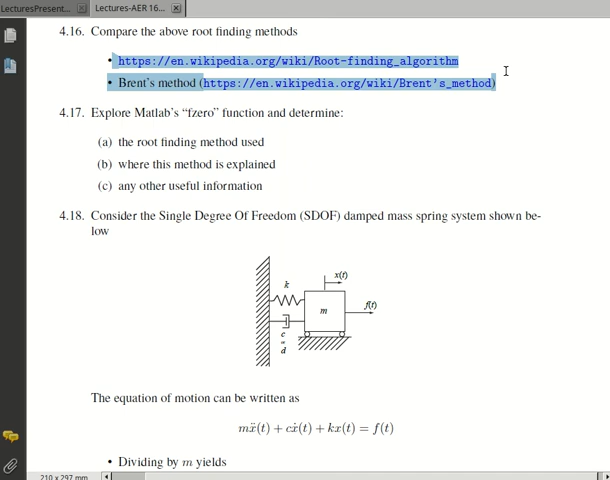 LecturesPresent...
Lectures-AER 16...
4.16. Compare the above root finding methods
• https://en.wikipedia.org/wiki/Root-finding_algorithm
• Brent's method (https://en.wikipedia.org/wiki/Brent's_method)
4.17. Explore Matlab's “fzero” function and determine:
(a) the root finding method used
(b) where this method is explained
(c) any other useful information
4.18. Consider the Single Degree Of Freedom (SDOF) damped mass spring system shown be-
low
x(t)
k
m
f(t)
c
=
d
The equation of motion can be written as
mẍ(t) + cẋ(t) + kx(t) = f(t)
• Dividing by m yields
210 x 297 mm